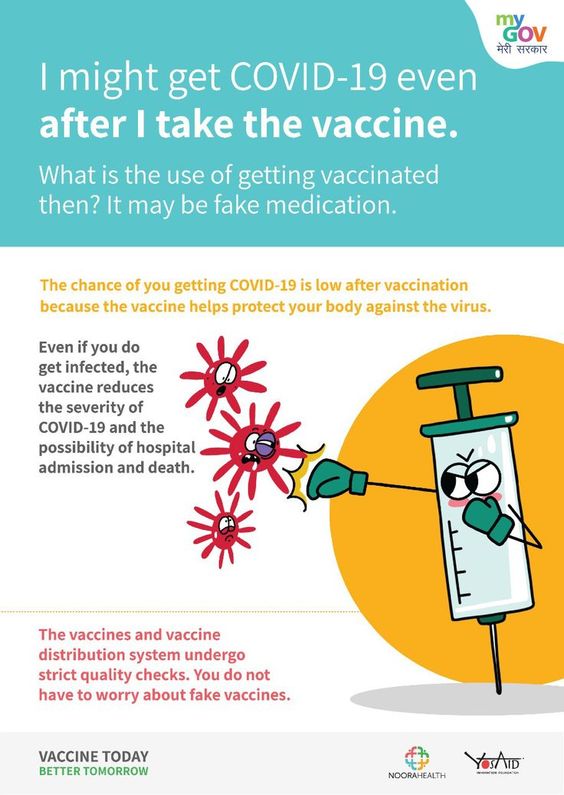 my
GOV
मेरी सरकार
I might get COVID-19 even
after I take the vaccine.
What is the use of getting vaccinated
then? It may be fake medication.
The chance of you getting COVID-19 is low after vaccination
because the vaccine helps protect your body against the virus.
Even if you do
get infected, the
vaccine reduces
the severity of
COVID-19 and the
possibility of hospital
admission and death.
The vaccines and vaccine
distribution system undergo
strict quality checks. You do not
have to worry about fake vaccines.
VACCINE TODAY
BETTER TOMORROW
NOORAHEALTH
YOSAID
INNOVATION FOUNDATION